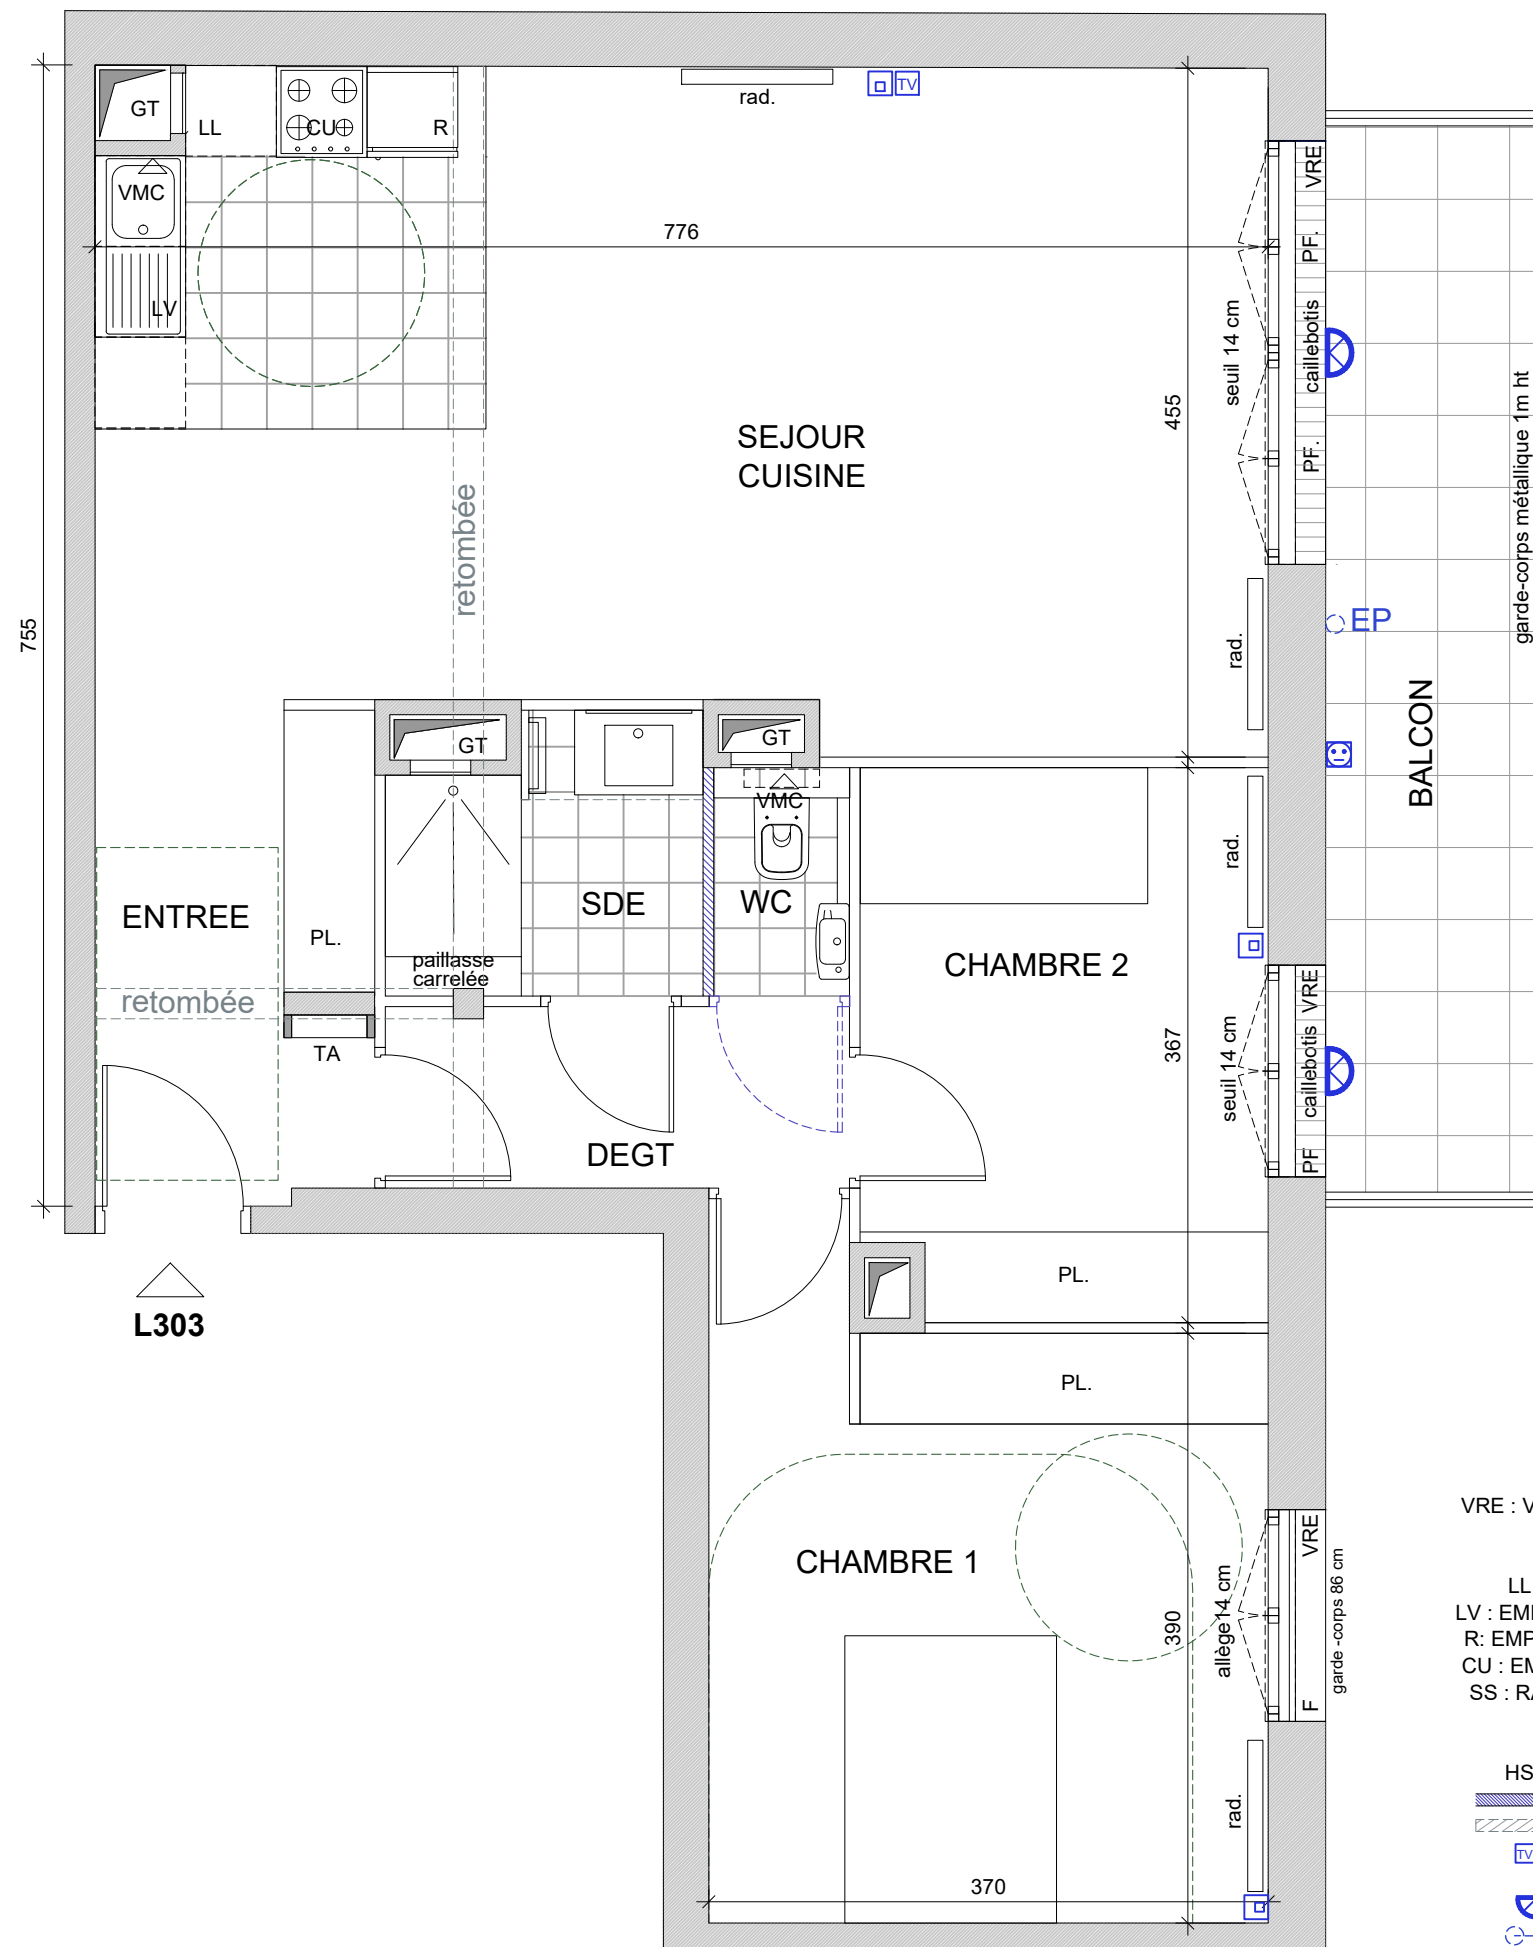 GT
LL
CU
R
rad.
TV
VMC
LV
776
VRE
PF.
seuil 14 cm
caillebotis
PF.
455
SEJOUR
CUISINE
retombée
garde-corps métallique 1m ht
755
EP
rad.
BALCON
GT
GT
VMC
rad.
ENTREE
PL.
SDE
WC
paillasse
carrelée
CHAMBRE 2
retombée
TA
VRE
seuil 14 cm
caillebotis
PF
367
DEGT
PL.
L303
PL.
VRE : V
CHAMBRE 1
VRE
allège14 cm
garde -corps 86 cm
F
390
LL
LV : EM
R: EMP
CU : EM
SS : RA
rad.
HS
TV
370